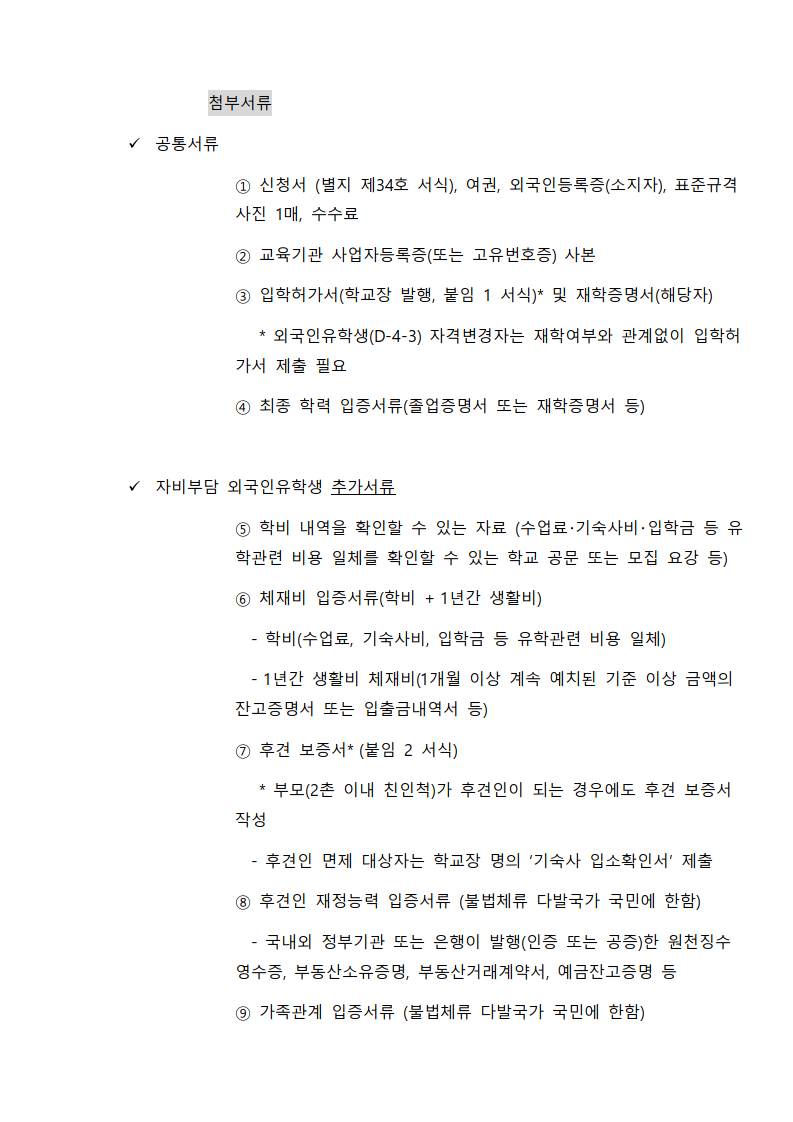 첨부서류
✓ 공통서류
① 신청서 (별지 제34호 서식), 여권, 외국인등록증(소지자), 표준규격
사진 1매, 수수료
② 교육기관 사업자등록증(또는 고유번호증) 사본
③ 입학허가서(학교장 발행, 붙임 1 서식)* 및 재학증명서(해당자)
* 외국인유학생(D-4-3) 자격변경자는 재학여부와 관계없이 입학허
가서 제출 필요
④ 최종 학력 입증서류(졸업증명서 또는 재학증명서 등)
✓ 자비부담 외국인유학생 추가서류
⑤ 학비 내역을 확인할 수 있는 자료 (수업료·기숙사비·입학금 등 유
학관련 비용 일체를 확인할 수 있는 학교 공문 또는 모집 요강 등)
⑥ 체재비 입증서류(학비 + 1년간 생활비)
- 학비(수업료, 기숙사비, 입학금 등 유학관련 비용 일체)
- 1년간 생활비 체재비(1개월 이상 계속 예치된 기준 이상 금액의
잔고증명서 또는 입출금내역서 등)
⑦ 후견 보증서* (붙임 2 서식)
* 부모(2촌 이내 친인척)가 후견인이 되는 경우에도 후견 보증서
작성
- 후견인 면제 대상자는 학교장 명의 ‘기숙사 입소확인서’ 제출
⑧ 후견인 재정능력 입증서류 (불법체류 다발국가 국민에 한함)
- 국내외 정부기관 또는 은행이 발행(인증 또는 공증)한 원천징수
영수증, 부동산소유증명, 부동산거래계약서, 예금잔고증명 등
⑨ 가족관계 입증서류 (불법체류 다발국가 국민에 한함)